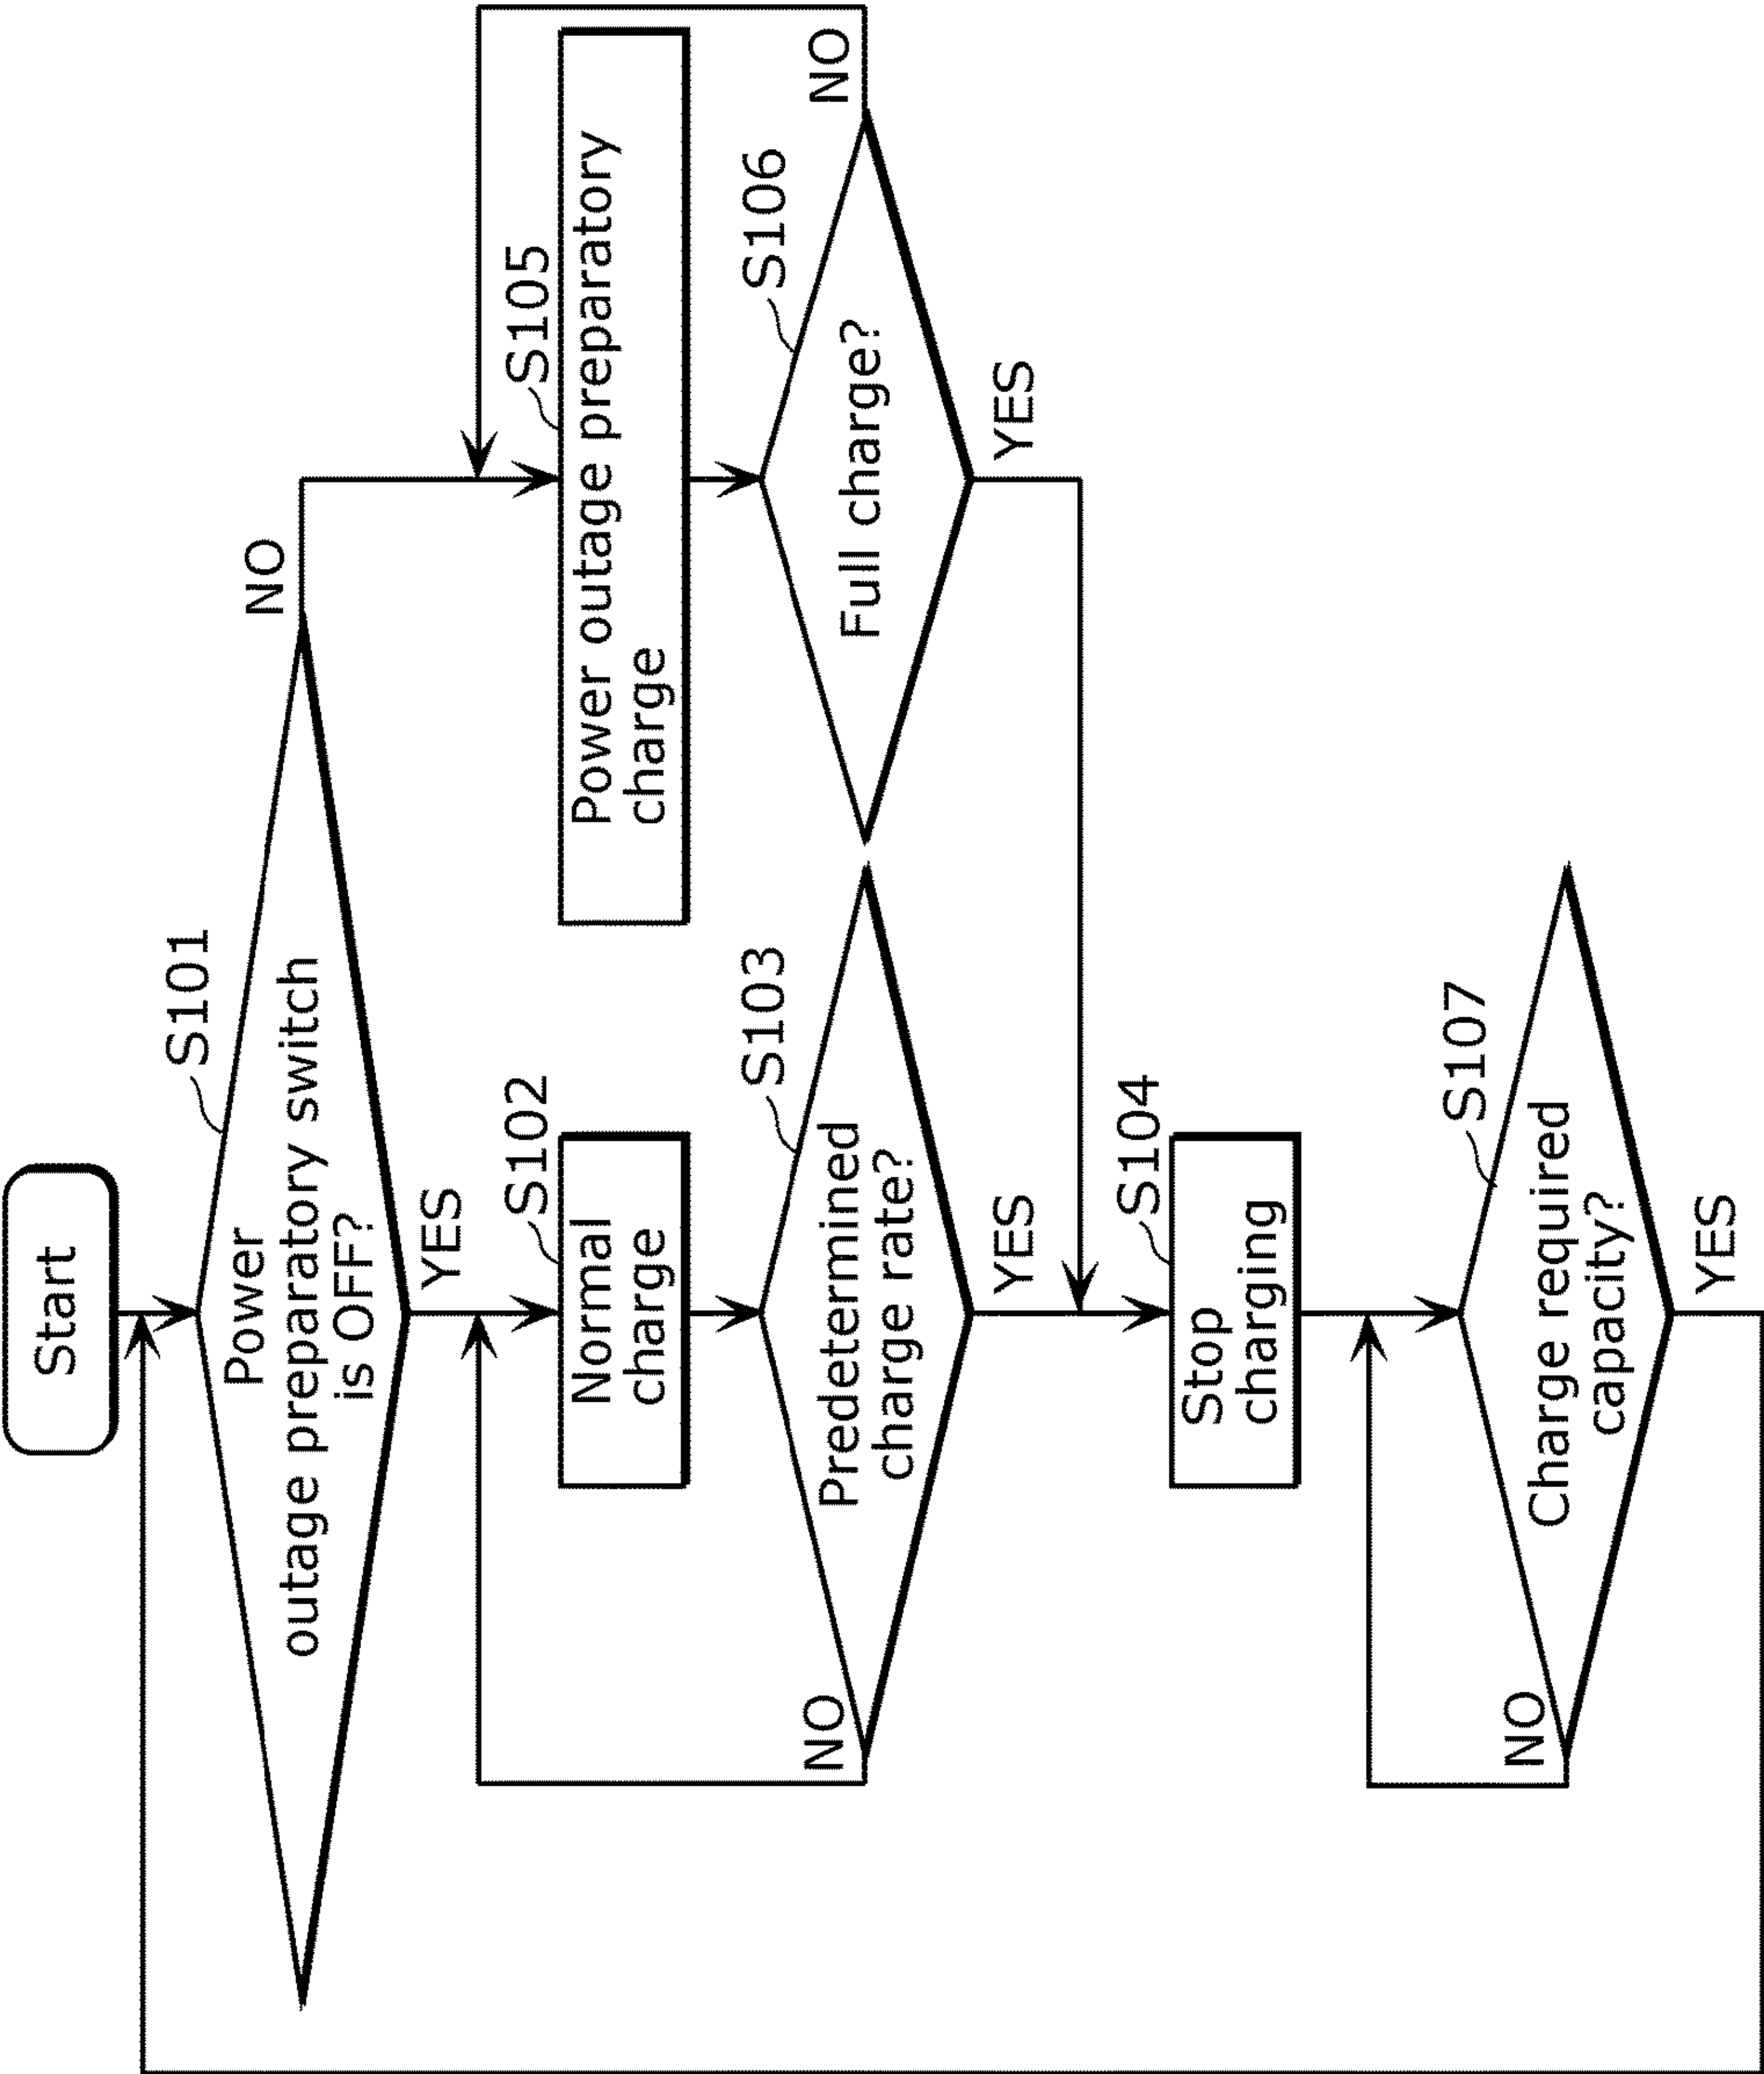 Start
S101
Power
outage preparatory switch
is OFF?
NO
YES
S102
Normal
charge
S105
Power outage preparatory
charge
S103
Predetermined
charge rate?
NO
YES
S106
Full charge?
NO
YES
S104
Stop
charging
S107
Charge required
capacity?
NO
YES